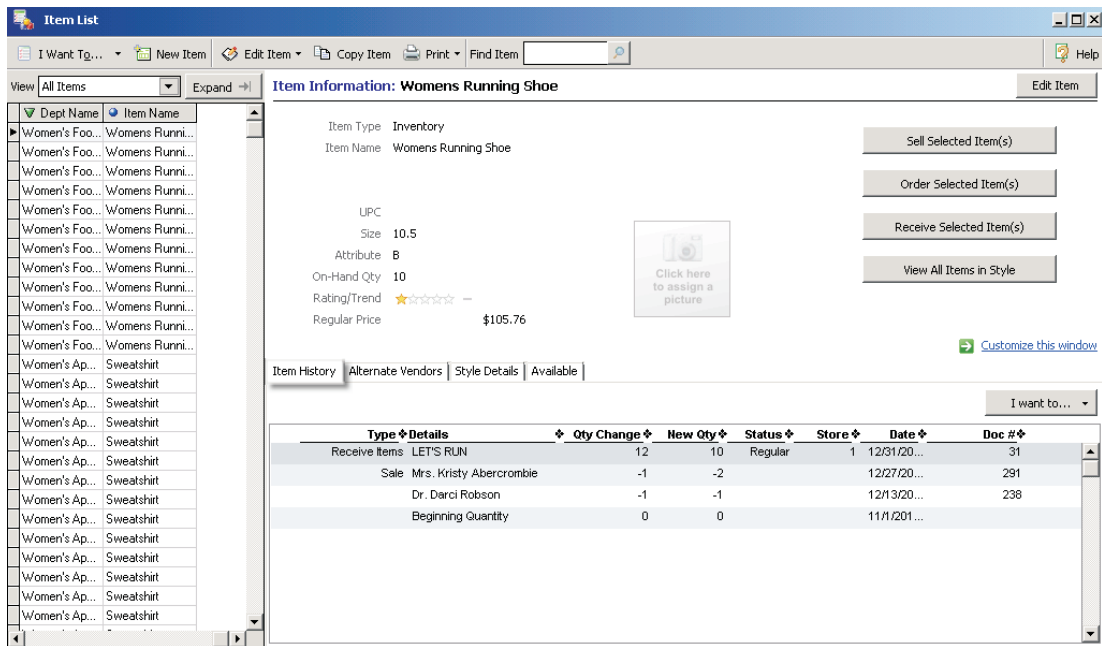 Item List
I Want To... New Item Edit Item Copy Item Print Find Item Help
View All Items Expand
Item Information: Womens Running Shoe Edit Item
Dept Name Item Name
Women's Foo... Womens Runni...
Women's Foo... Womens Runni...
Women's Foo... Womens Runni...
Women's Foo... Womens Runni...
Women's Foo... Womens Runni...
Women's Foo... Womens Runni...
Women's Foo... Womens Runni...
Women's Foo... Womens Runni...
Women's Foo... Womens Runni...
Women's Foo... Womens Runni...
Women's Foo... Womens Runni...
Women's Foo... Womens Runni...
Women's Ap... Sweatshirt
Women's Ap... Sweatshirt
Women's Ap... Sweatshirt
Women's Ap... Sweatshirt
Women's Ap... Sweatshirt
Women's Ap... Sweatshirt
Women's Ap... Sweatshirt
Women's Ap... Sweatshirt
Women's Ap... Sweatshirt
Women's Ap... Sweatshirt
Women's Ap... Sweatshirt
Women's Ap... Sweatshirt
Women's Ap... Sweatshirt
Women's Ap... Sweatshirt
Item Type Inventory
Item Name Womens Running Shoe
UPC
Size 10.5
Attribute B
On-Hand Qty 10
Rating/Trend
Regular Price $105.76
Click here
to assign a
picture
Sell Selected Item(s)
Order Selected Item(s)
Receive Selected Item(s)
View All Items in Style
Customize this window
Item History Alternate Vendors Style Details Available
I want to...
Type Details Qty Change New Qty Status Store Date Doc #
Receive Items LET'S RUN 12 10 Regular 1 12/31/20... 31
Sale Mrs. Kristy Abercrombie -1 -2 12/27/20... 291
Dr. Darci Robson -1 -1 12/13/20... 238
Beginning Quantity 0 0 11/1/201...